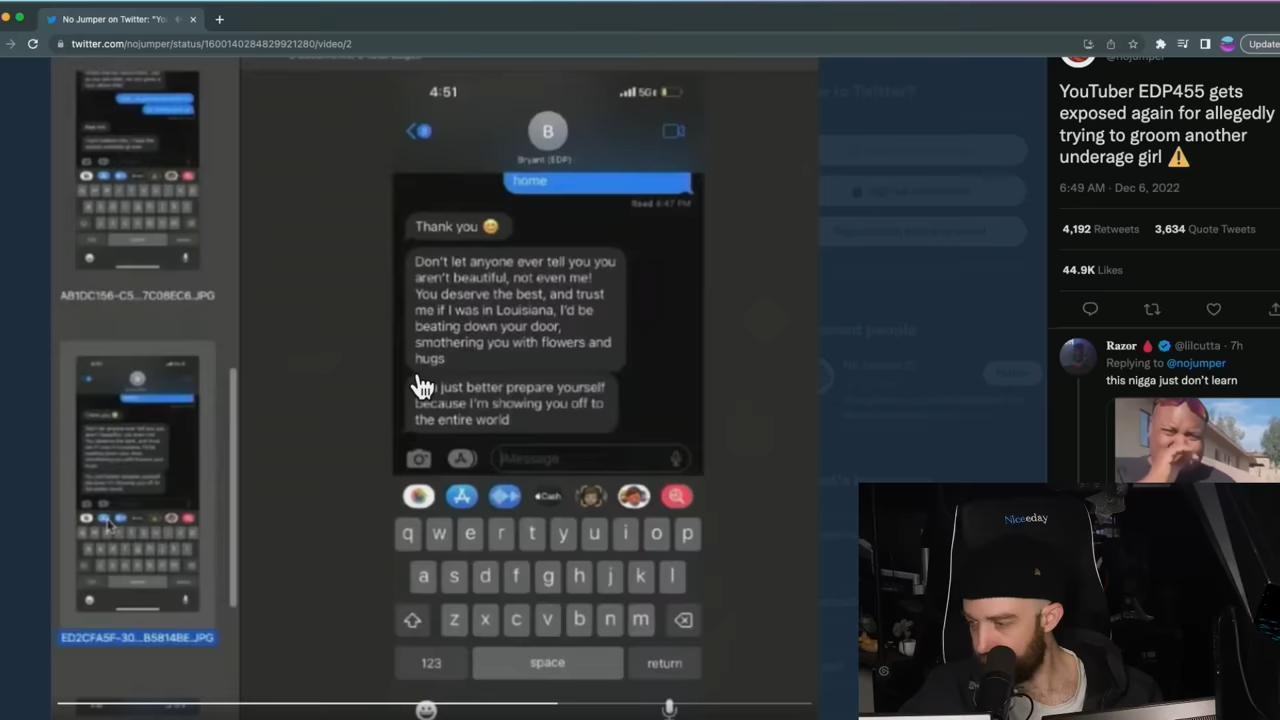 No Jumper on Twitter: "Yo
twitter.com/nojumper/status/1600140284829921280/video/2
Update
4:51
5G
B
Bryant (EDP)
home
Read 4:47 PM
Thank you 😊
Don't let anyone ever tell you you
aren't beautiful, not even me!
You deserve the best, and trust
me if I was in Louisiana, I'd be
beating down your door,
smothering you with flowers and
hugs
just better prepare yourself
because I'm showing you off to
the entire world
iMessage
Cash
q w e r t y u i o p
a s d f g h j k l
z x c v b n m
123
space
return
AB1DC156-C5...7C08EC6.JPG
ED2CFA5F-30...B5814BE.JPG
@nojumper
YouTuber EDP455 gets
exposed again for allegedly
trying to groom another
underage girl ⚠️
6:49 AM · Dec 6, 2022
4,192 Retweets 3,634 Quote Tweets
44.9K Likes
Razor 🩸 @lilcutta · 7h
Replying to @nojumper
this nigga just don't learn
Niceeday